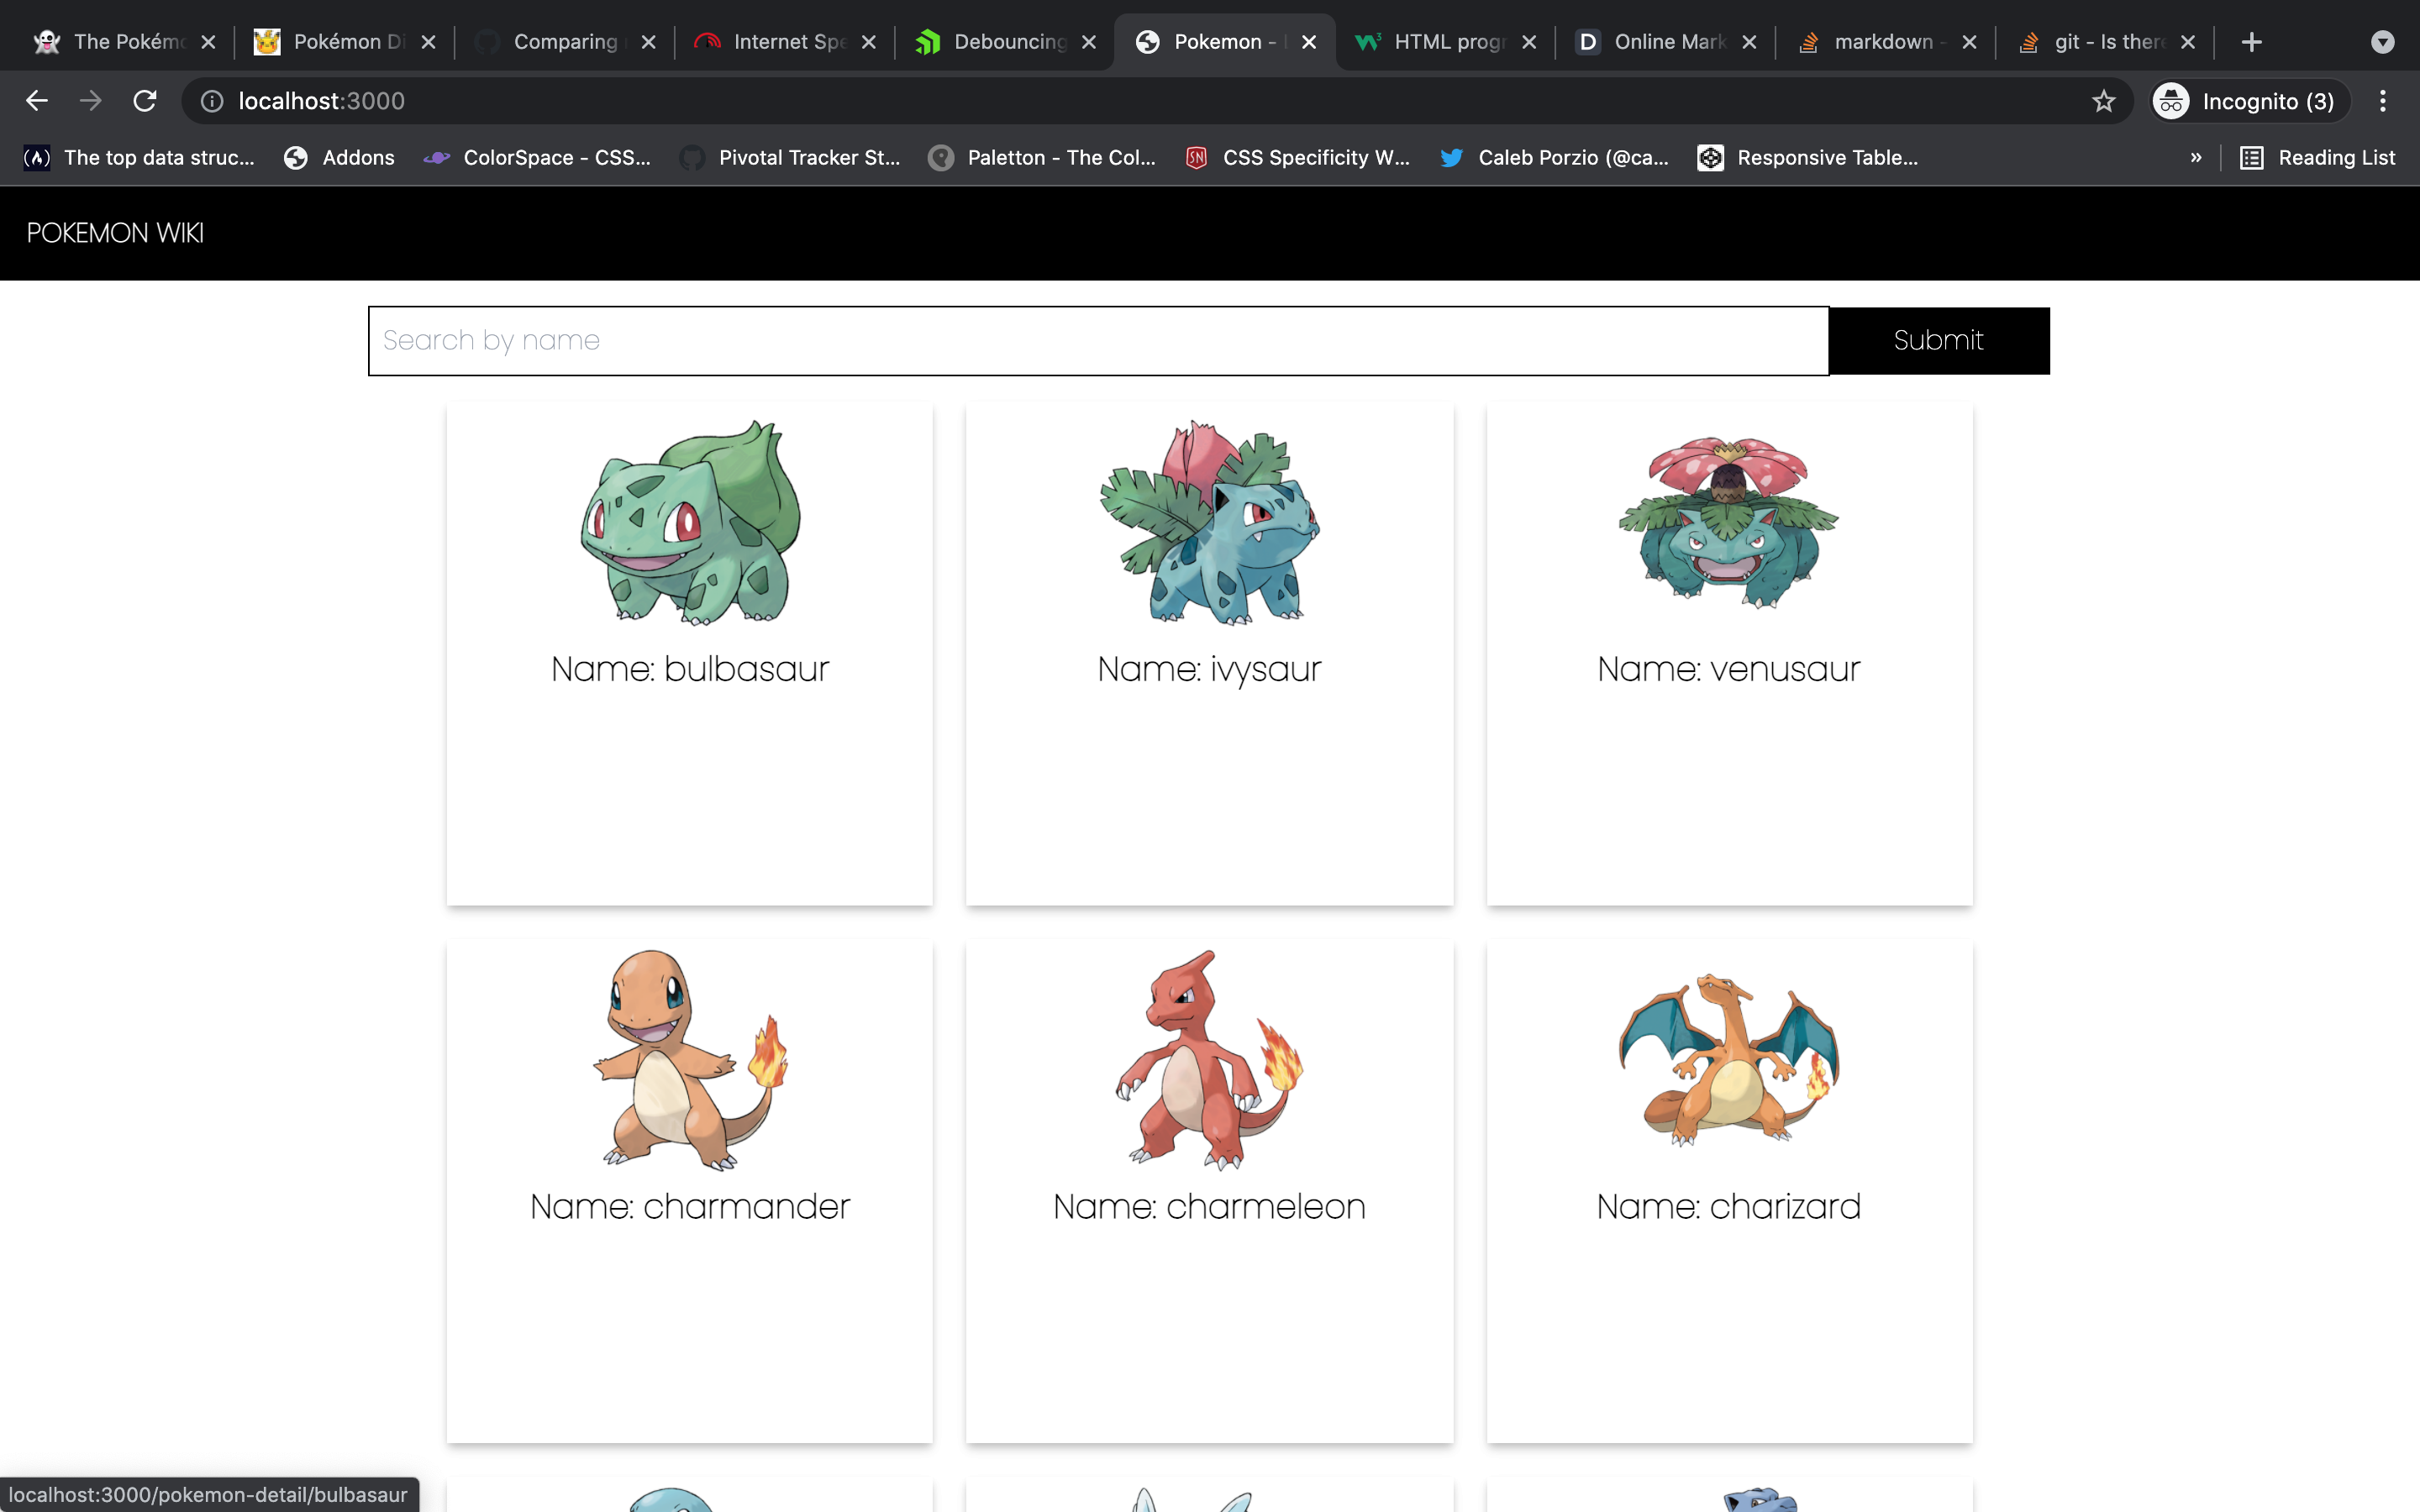 The Pokémo
Pokémon Di
Comparing
Internet Spe
Debouncing
Pokemon -
HTML progr
Online Mark
markdown -
git - Is there
localhost:3000
Incognito (3)
The top data struc...
Addons
ColorSpace - CSS...
Pivotal Tracker St...
Paletton - The Col...
CSS Specificity W...
Caleb Porzio (@ca...
Responsive Table...
»
Reading List
POKEMON WIKI
Search by name
Submit
Name: bulbasaur
Name: ivysaur
Name: venusaur
Name: charmander
Name: charmeleon
Name: charizard
localhost:3000/pokemon-detail/bulbasaur